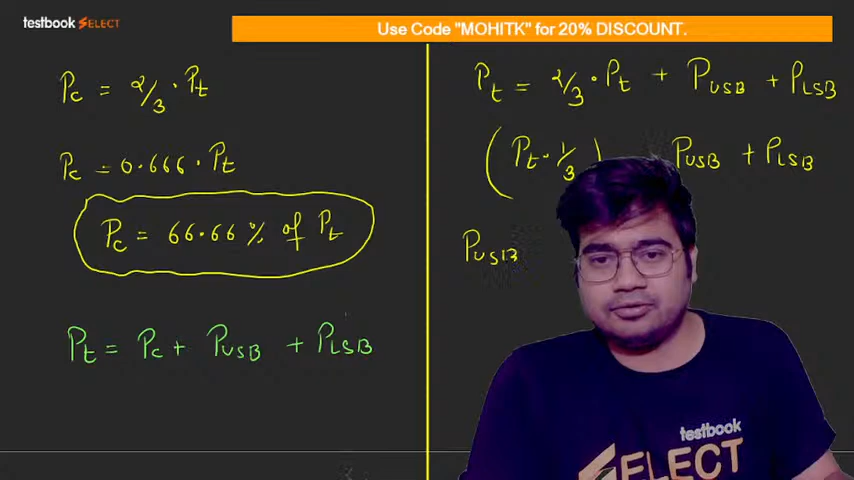 testbook SELECT
Use Code "MOHITK" for 20% DISCOUNT.
Pc = 2/3 · Pt
Pc = 0.666 · Pt
Pc = 66.66 % of Pt
Pt = Pc + PUSB + PLSB
Pt = 2/3 · Pt + PUSB + PLSB
(Pt · 1/3) PUSB + PLSB
PUSB
testbook
SELECT